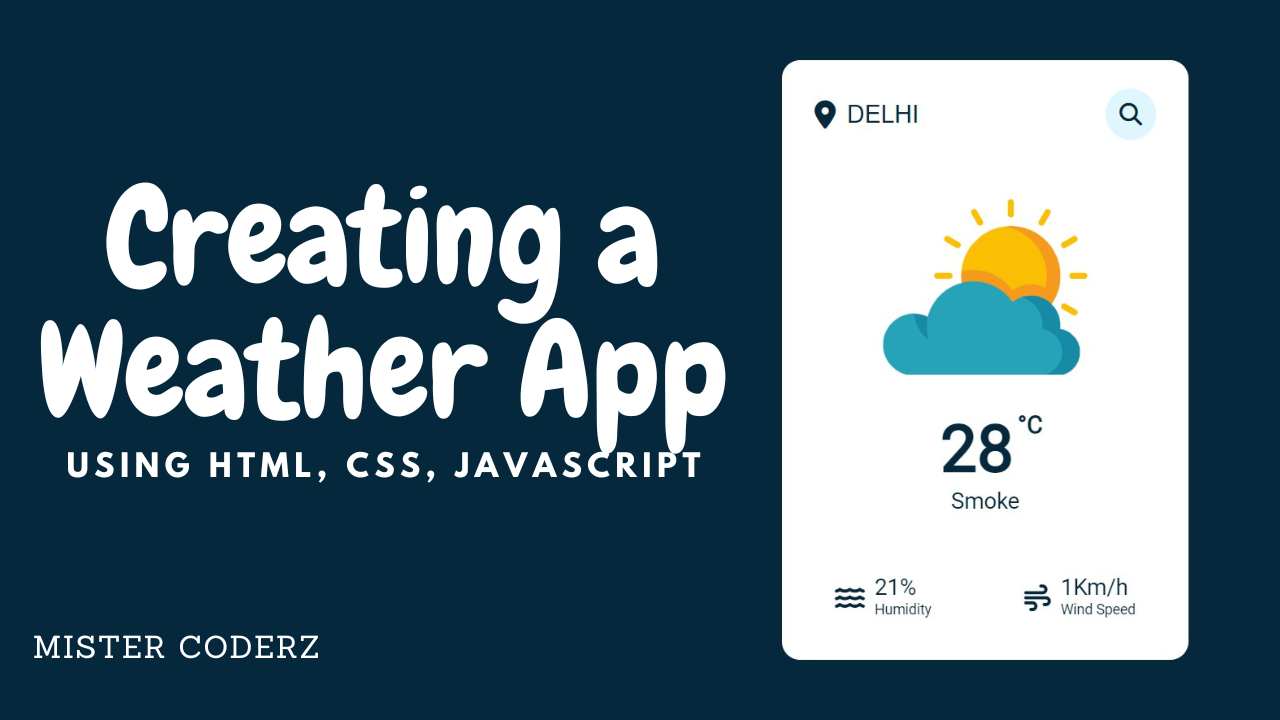 Creating a
Weather App
USING HTML, CSS, JAVASCRIPT
MISTER CODERZ
DELHI
28 °C
Smoke
21%
Humidity
1Km/h
Wind Speed